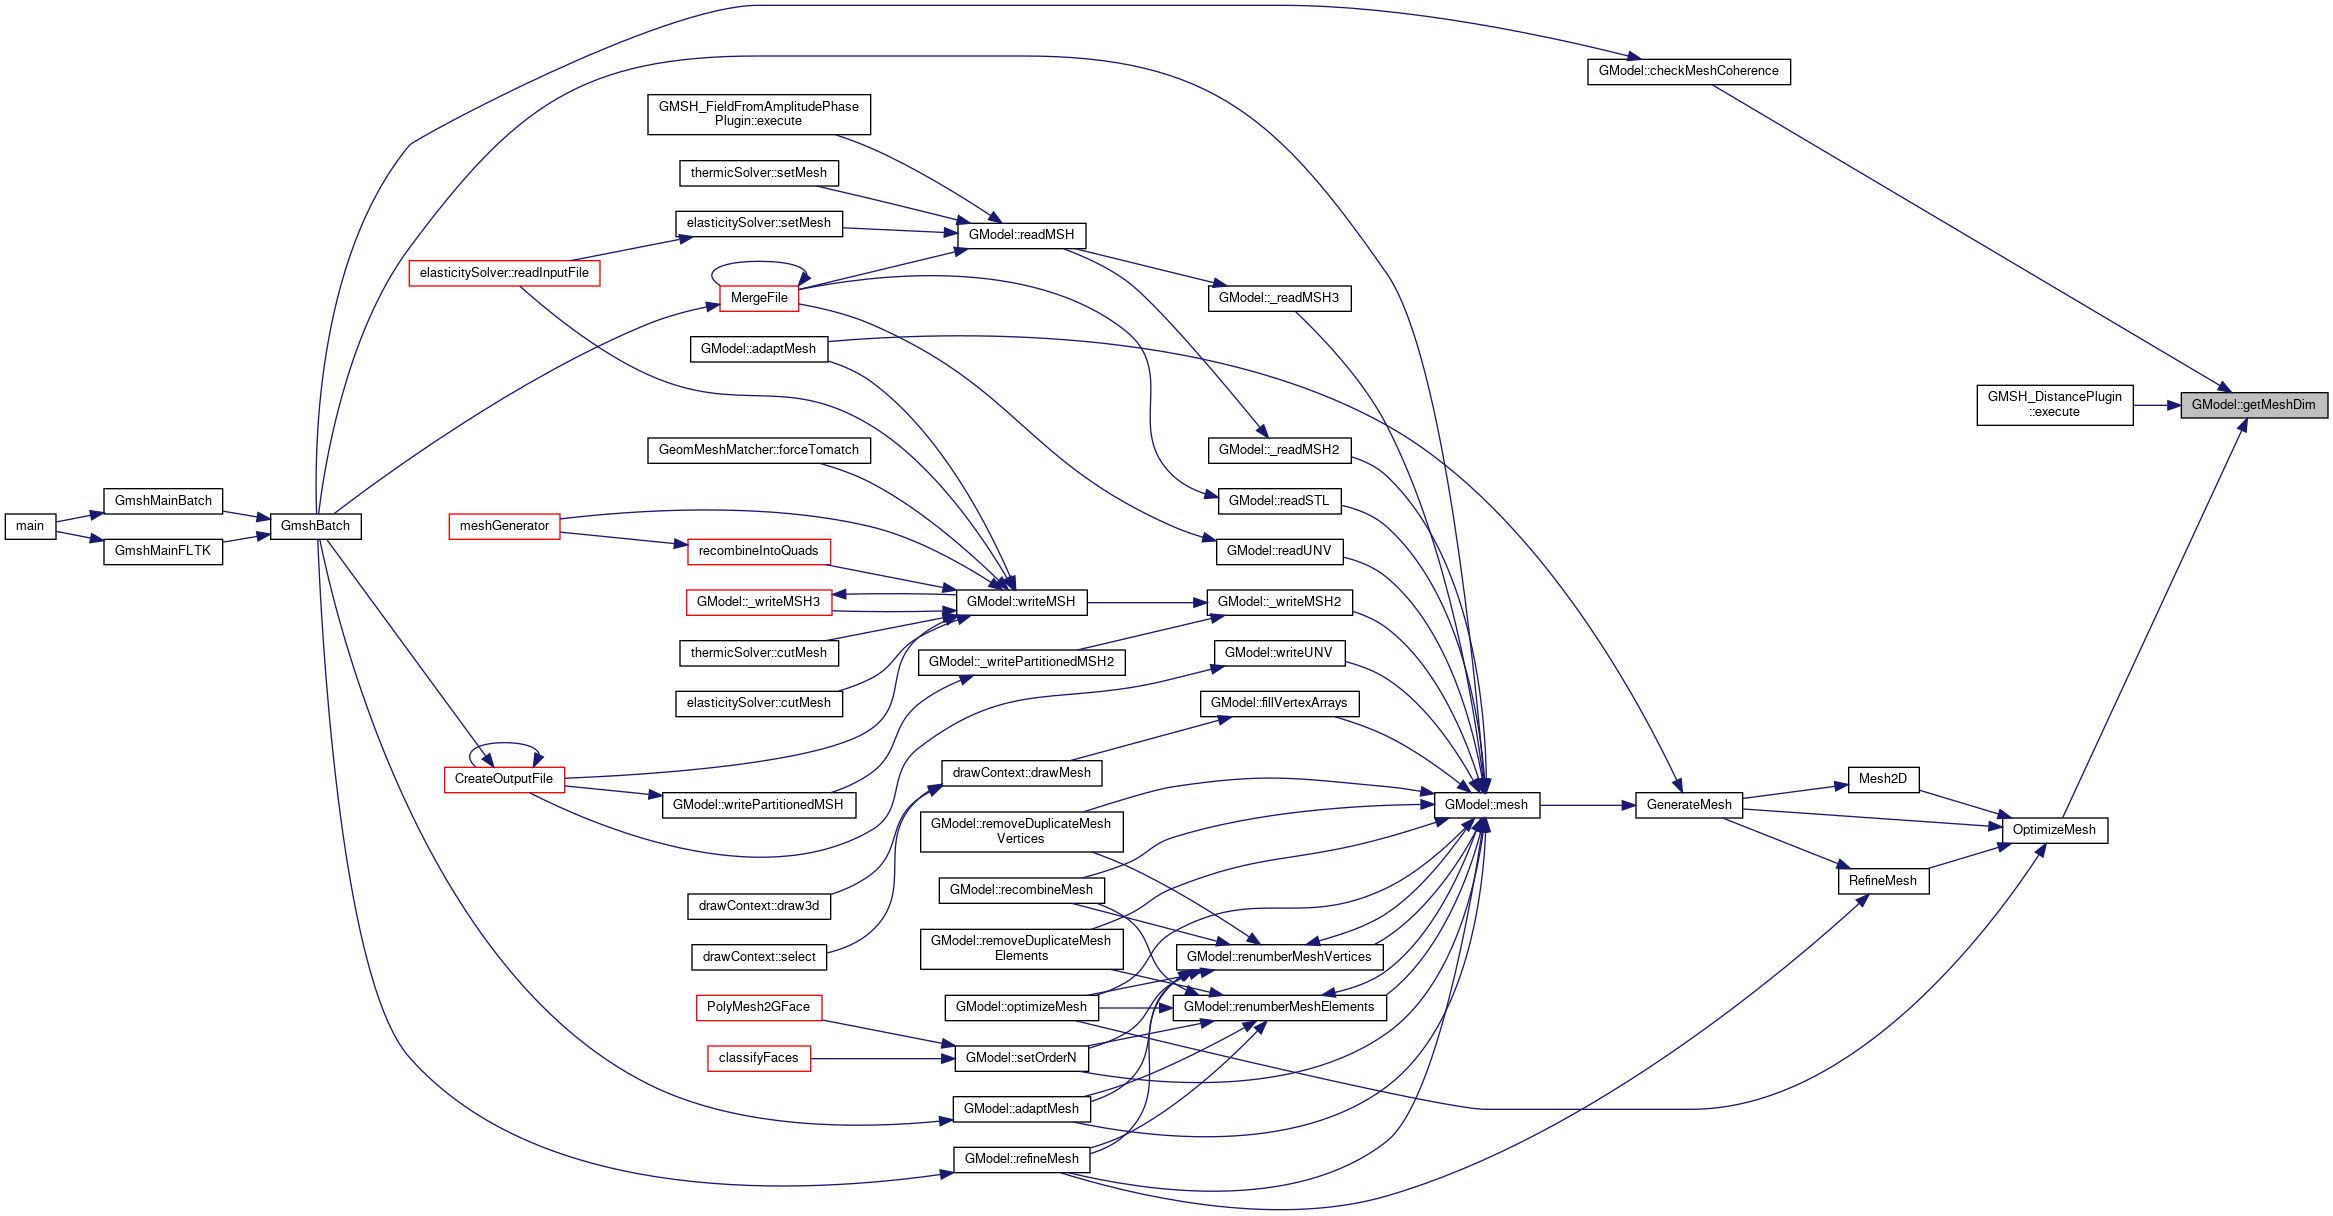 GModel::checkMeshCoherence
GMSH_FieldFromAmplitudePhase
Plugin::execute
thermicSolver::setMesh
elasticitySolver::setMesh
GModel::readMSH
elasticitySolver::readInputFile
MergeFile
GModel::_readMSH3
GModel::adaptMesh
GMSH_DistancePlugin
::execute
GModel::getMeshDim
GeomMeshMatcher::forceTomatch
GModel::_readMSH2
GmshMainBatch
GModel::readSTL
main
GmshBatch
meshGenerator
GmshMainFLTK
recombineIntoQuads
GModel::readUNV
GModel::_writeMSH3
GModel::writeMSH
GModel::_writeMSH2
thermicSolver::cutMesh
GModel::_writePartitionedMSH2
GModel::writeUNV
elasticitySolver::cutMesh
GModel::fillVertexArrays
CreateOutputFile
drawContext::drawMesh
Mesh2D
GModel::writePartitionedMSH
GModel::mesh
GenerateMesh
GModel::removeDuplicateMesh
Vertices
OptimizeMesh
GModel::recombineMesh
RefineMesh
drawContext::draw3d
GModel::removeDuplicateMesh
Elements
drawContext::select
GModel::renumberMeshVertices
PolyMesh2GFace
GModel::optimizeMesh
GModel::renumberMeshElements
classifyFaces
GModel::setOrderN
GModel::adaptMesh
GModel::refineMesh